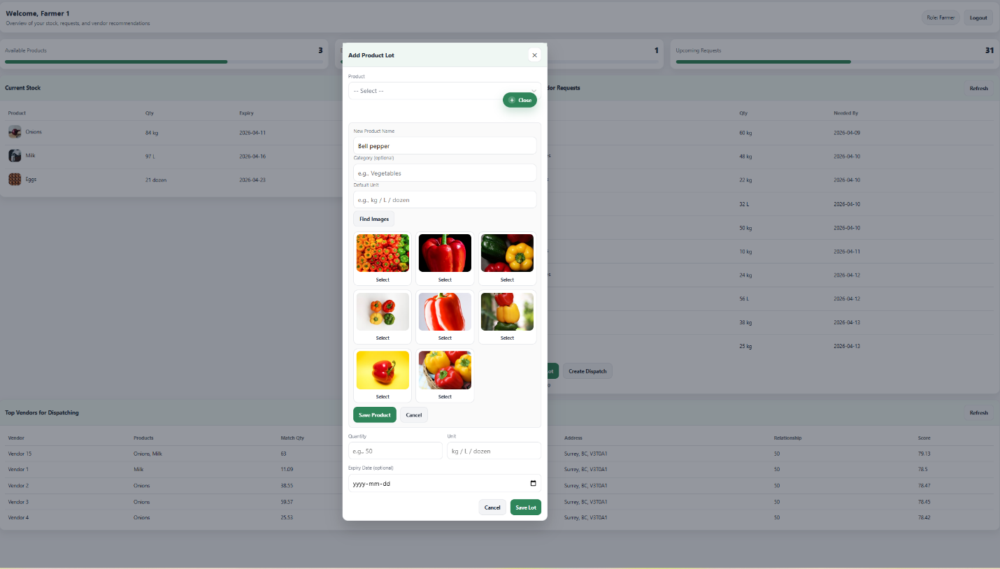 Welcome, Farmer 1
Overview of your stock, requests, and vendor recommendations
Role: Farmer
Logout
Available Products
3
1
Upcoming Requests
31
Add Product Lot
Product
-- Select --
+ Close
New Product Name
Bell pepper
Category (optional)
e.g., Vegetables
Default Unit
e.g., kg / L / dozen
Find Images
Select Select Select
Select Select Select
Select Select
Save Product Cancel
Quantity Unit
e.g., 50 kg / L / dozen
Expiry Date (optional)
yyyy-mm-dd
Cancel Save Lot
Current Stock
Product Qty Expiry
Onions 84 kg 2026-04-11
Milk 97 L 2026-04-16
Eggs 21 dozen 2026-04-23
Requests
Refresh
Qty Needed By
60 kg 2026-04-09
48 kg 2026-04-10
22 kg 2026-04-10
32 L 2026-04-10
50 kg 2026-04-10
10 kg 2026-04-11
24 kg 2026-04-12
56 L 2026-04-12
38 kg 2026-04-13
25 kg 2026-04-13
Create Dispatch
Top Vendors for Dispatching
Refresh
Vendor Products Match Qty Address Relationship Score
Vendor 15 Onions, Milk 63 Surrey, BC, V3T0A1 50 79.13
Vendor 1 Milk 11.09 Surrey, BC, V3T0A1 50 78.5
Vendor 2 Onions 38.55 Surrey, BC, V3T0A1 50 78.47
Vendor 3 Onions 59.57 Surrey, BC, V3T0A1 50 78.45
Vendor 4 Onions 25.53 Surrey, BC, V3T0A1 50 78.42